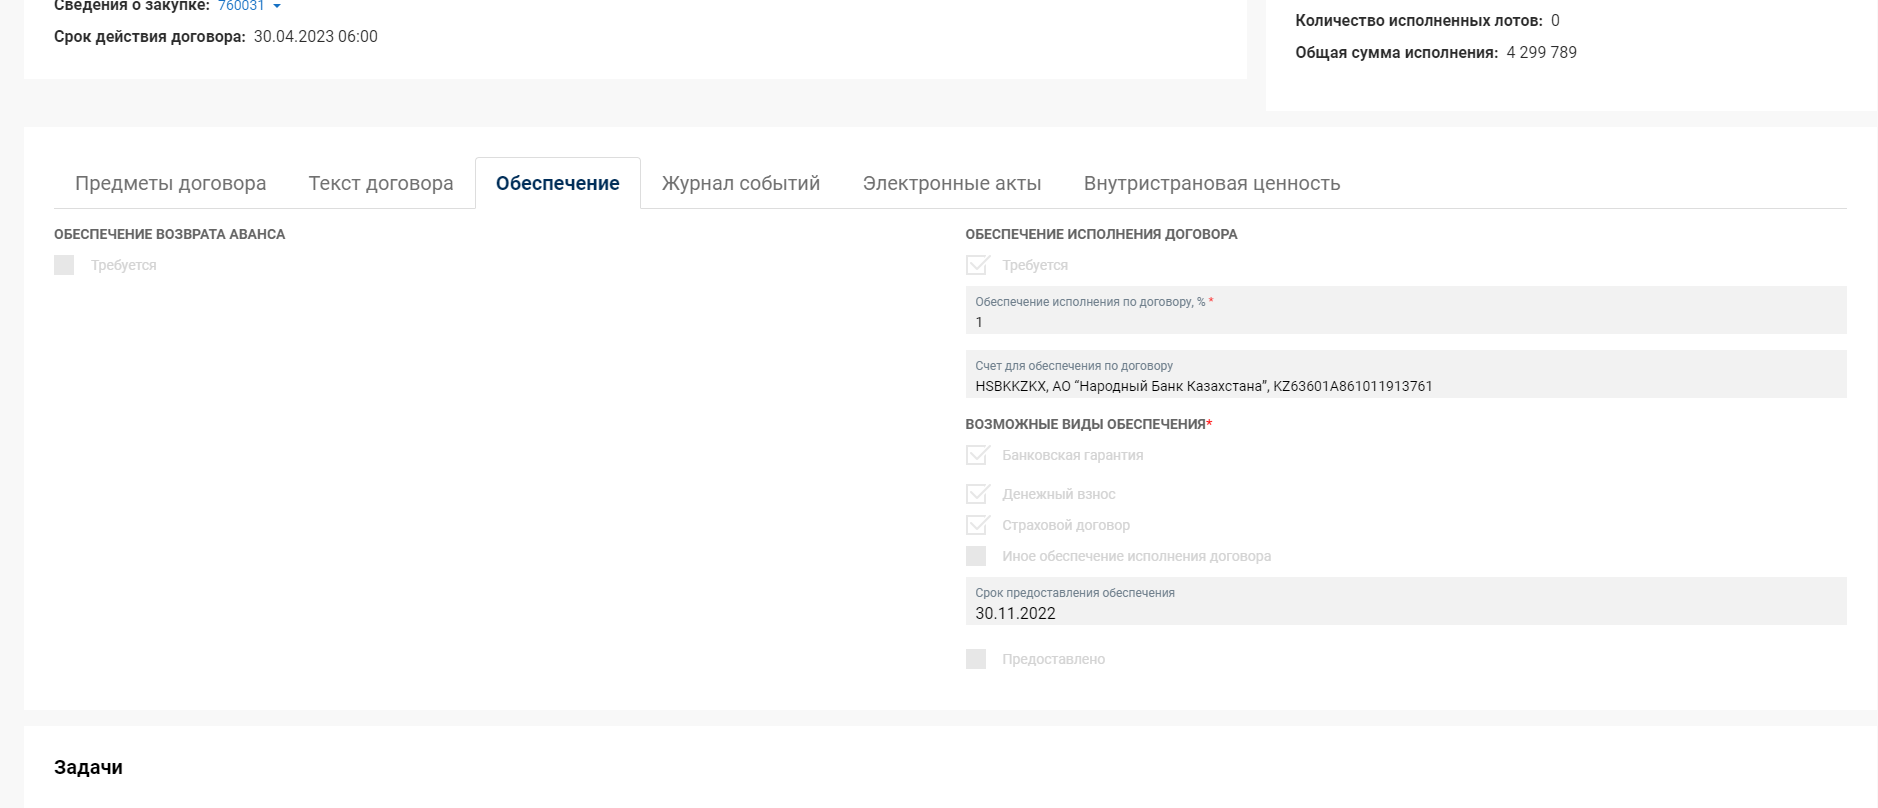 Сведения о закупке: 760031
Срок действия договора: 30.04.2023 06:00
Количество исполненных лотов: 0
Общая сумма исполнения: 4 299 789
Предметы договора
Текст договора
Обеспечение
Журнал событий
Электронные акты
Внутристрановая ценность
ОБЕСПЕЧЕНИЕ ВОЗВРАТА АВАНСА
Требуется
ОБЕСПЕЧЕНИЕ ИСПОЛНЕНИЯ ДОГОВОРА
Требуется
Обеспечение исполнения по договору, % *
1
Счет для обеспечения по договору
HSBKKZKX, АО “Народный Банк Казахстана”, KZ63601A861011913761
ВОЗМОЖНЫЕ ВИДЫ ОБЕСПЕЧЕНИЯ*
Банковская гарантия
Денежный взнос
Страховой договор
Иное обеспечение исполнения договора
Срок предоставления обеспечения
30.11.2022
Предоставлено
Задачи